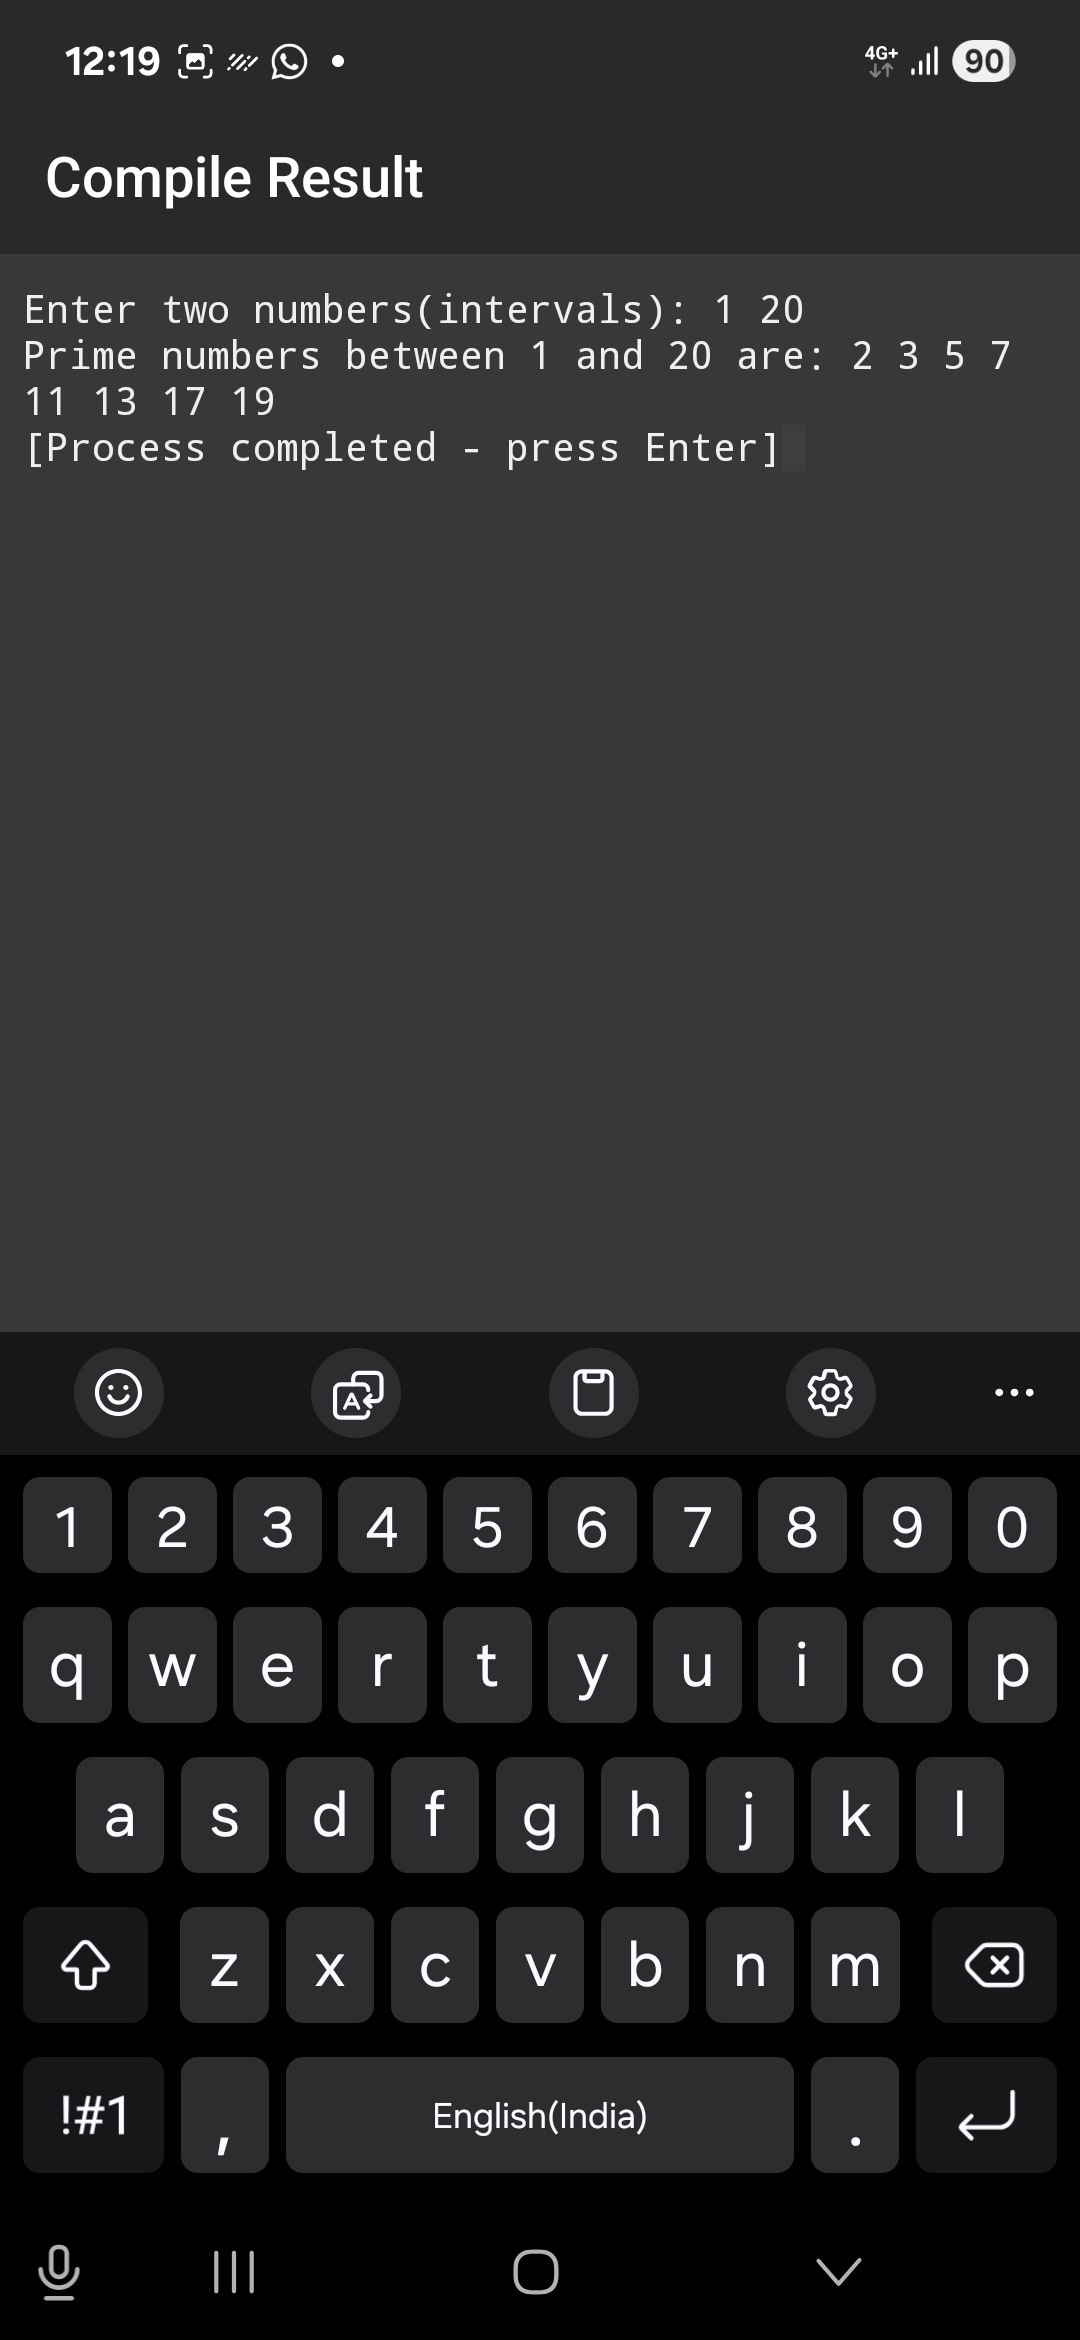 12:19 4G+ 90
Compile Result
Enter two numbers(intervals): 1 20
Prime numbers between 1 and 20 are: 2 3 5 7
11 13 17 19
[Process completed - press Enter]
A
1 2 3 4 5 6 7 8 9 0
q w e r t y u i o p
a s d f g h j k l
z x c v b n m
!#1 , English(India) .